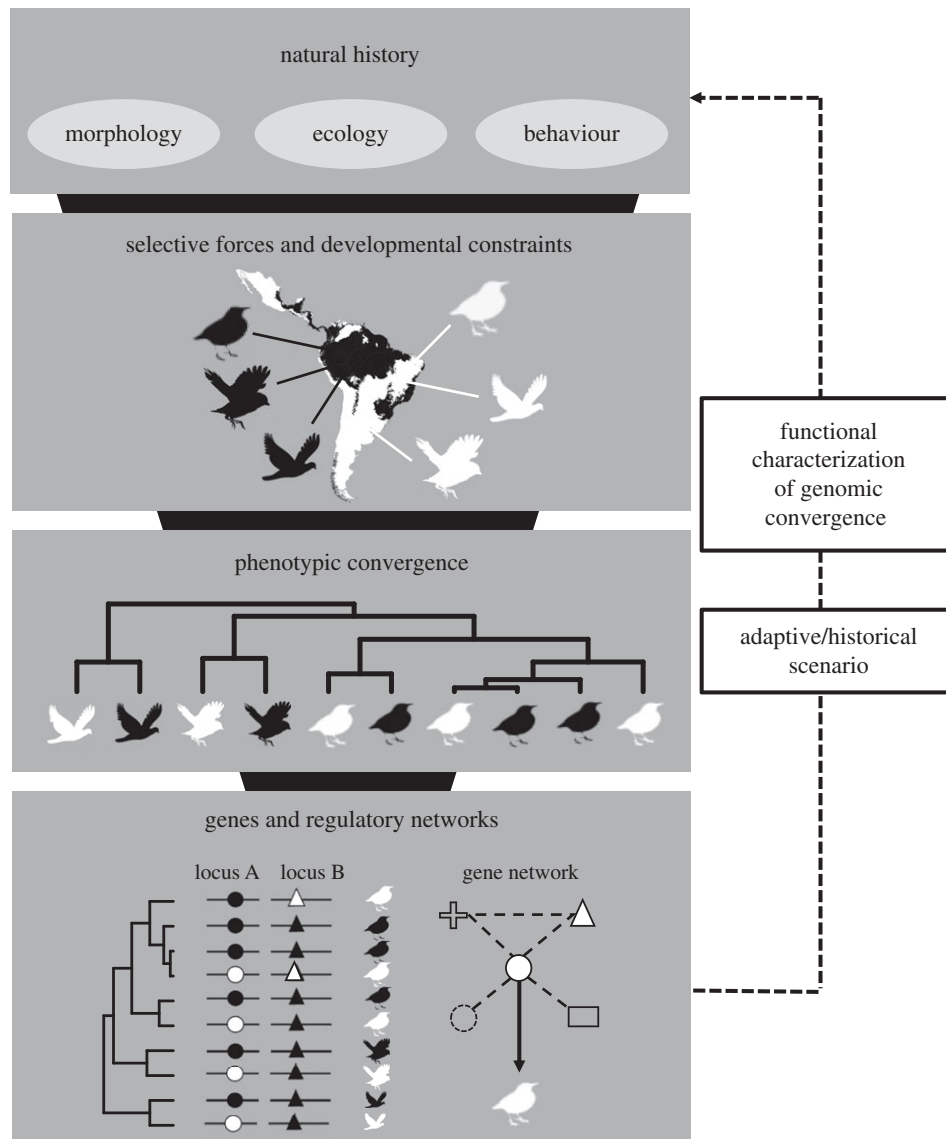 natural history
morphology
ecology
behaviour
selective forces and developmental constraints
functional
characterization
of genomic
convergence
phenotypic convergence
adaptive/historical
scenario
genes and regulatory networks
locus A
locus B
gene network